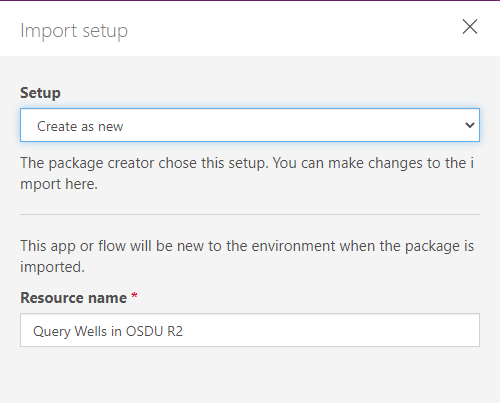 Import setup
Setup
Create as new
The package creator chose this setup. You can make changes to the i
mport here.
This app or flow will be new to the environment when the package is
imported.
Resource name *
Query Wells in OSDU R2